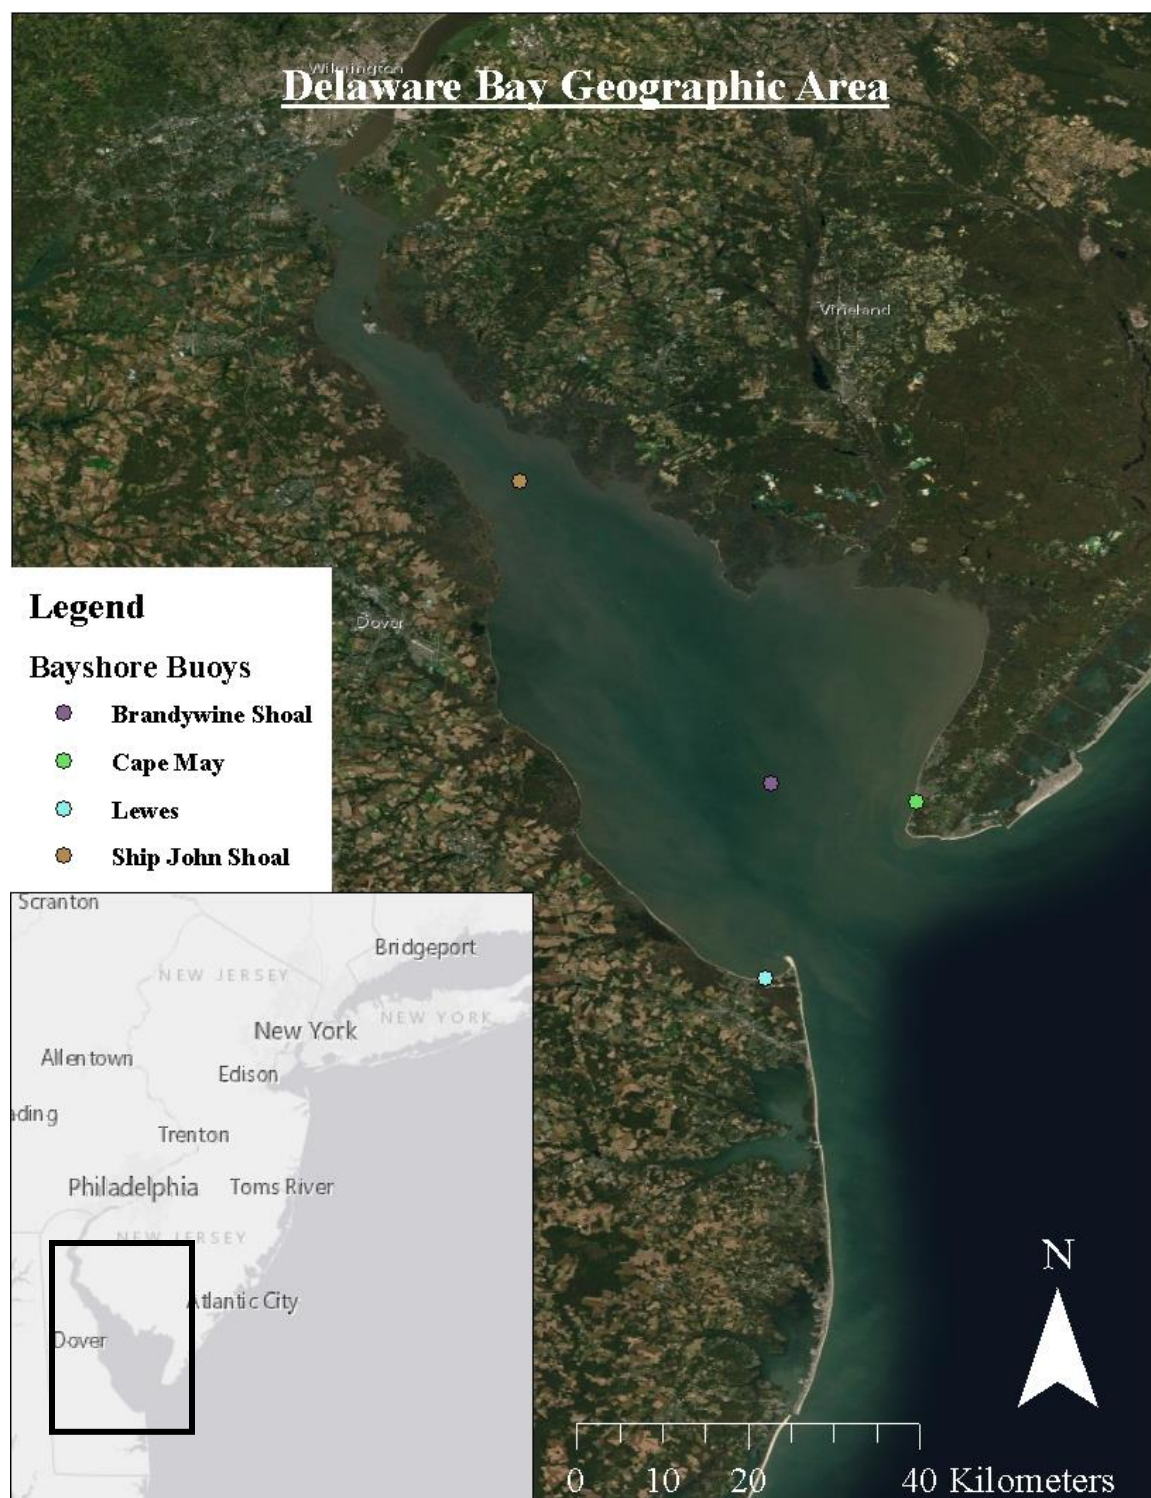 Wilmington
Delaware Bay Geographic Area
Vineland
Dover
Legend
Bayshore Buoys
Brandywine Shoal
Cape May
Lewes
Ship John Shoal
Scranton
Bridgeport
NEW JERSEY
New York
NEW YORK
Allentown
Edison
ading
Trenton
Philadelphia
Toms River
NEW JERSEY
Atlantic City
Dover
N
0 10 20 40 Kilometers